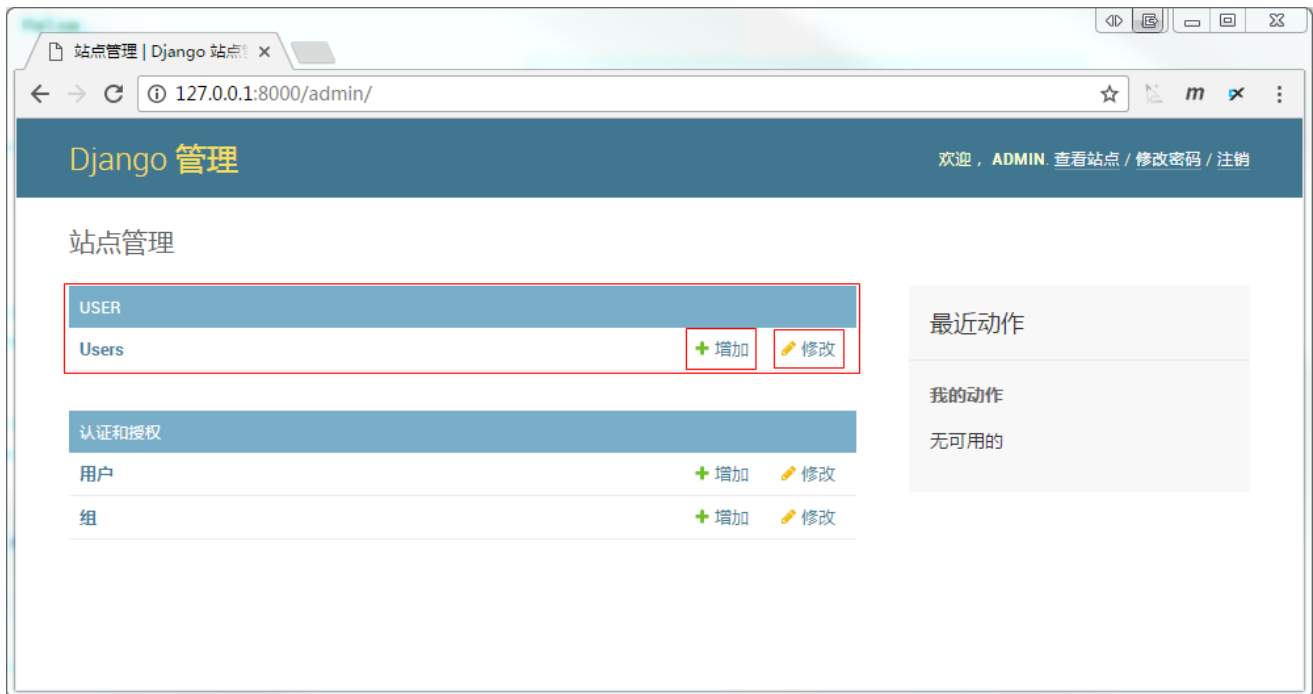 站点管理 | Django 站点
127.0.0.1:8000/admin/
m
Django 管理
欢迎，ADMIN. 查看站点 / 修改密码 / 注销
站点管理
USER
Users 增加 修改
认证和授权
用户 增加 修改
组 增加 修改
最近动作
我的动作
无可用的